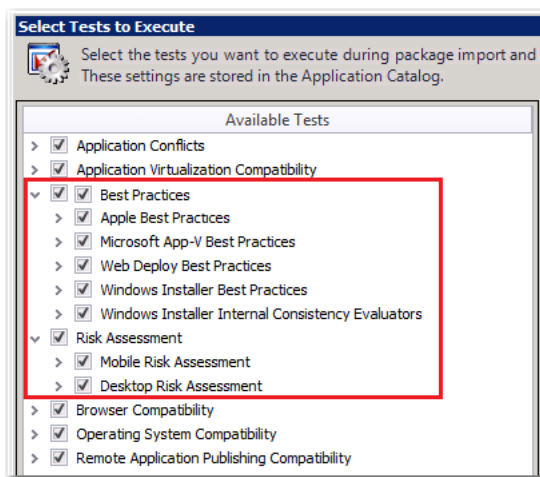 Select Tests to Execute
Select the tests you want to execute during package import and
These settings are stored in the Application Catalog.
Available Tests
Application Conflicts
Application Virtualization Compatibility
Best Practices
Apple Best Practices
Microsoft App-V Best Practices
Web Deploy Best Practices
Windows Installer Best Practices
Windows Installer Internal Consistency Evaluators
Risk Assessment
Mobile Risk Assessment
Desktop Risk Assessment
Browser Compatibility
Operating System Compatibility
Remote Application Publishing Compatibility